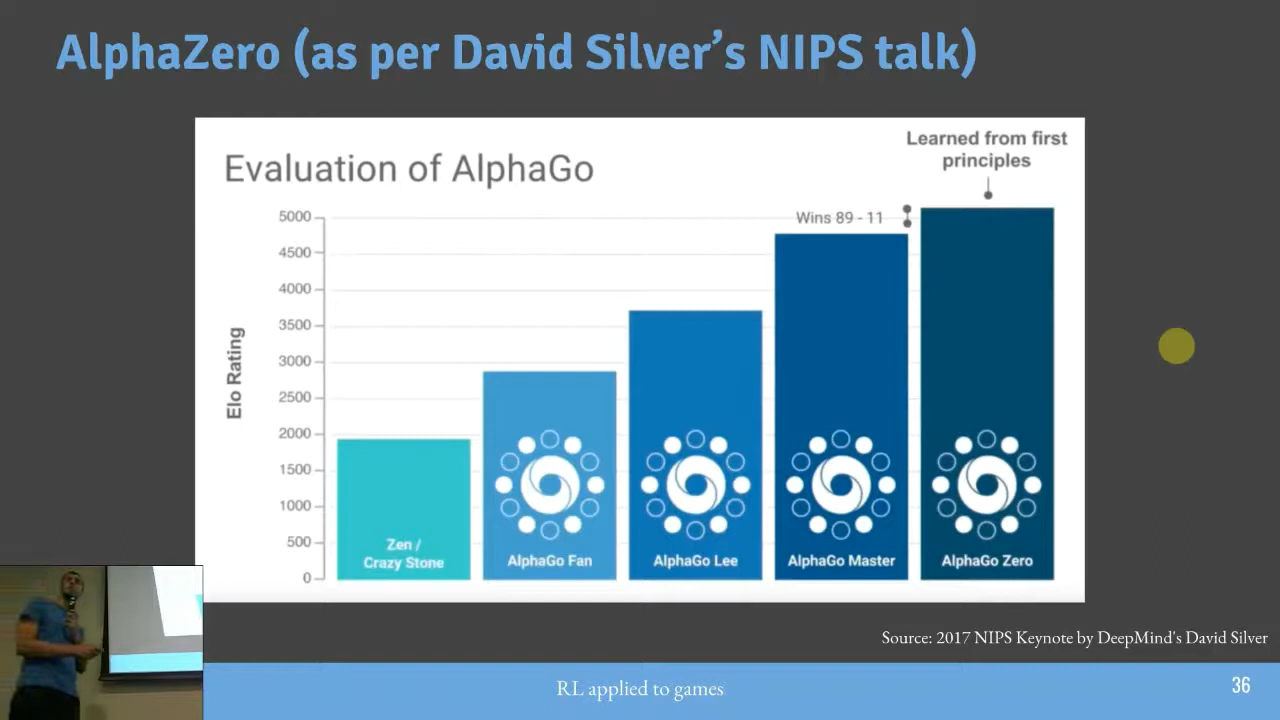 AlphaZero (as per David Silver's NIPS talk)
Learned from first
principles
Evaluation of AlphaGo
Wins 89 - 11
5000
4500
4000
3500
3000
2500
2000
1500
1000
500
0
Elo Rating
Zen /
Crazy Stone
AlphaGo Fan
AlphaGo Lee
AlphaGo Master
AlphaGo Zero
Source: 2017 NIPS Keynote by DeepMind's David Silver
RL applied to games
36